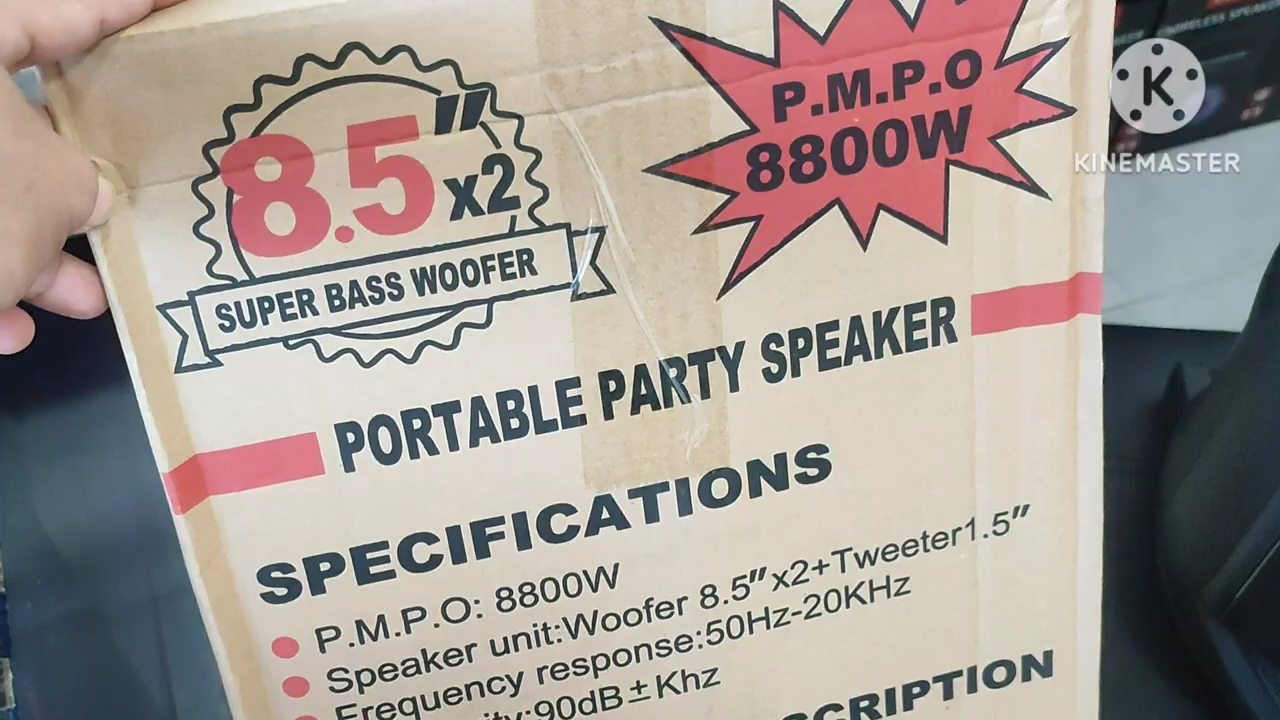 8.5" x2
SUPER BASS WOOFER
P.M.P.O
8800W
K
KINEMASTER
PORTABLE PARTY SPEAKER
SPECIFICATIONS
P.M.P.O: 8800W
Speaker unit:Woofer 8.5"x2+Tweeter1.5"
Frequency response:50Hz-20KHz
90dB±Khz